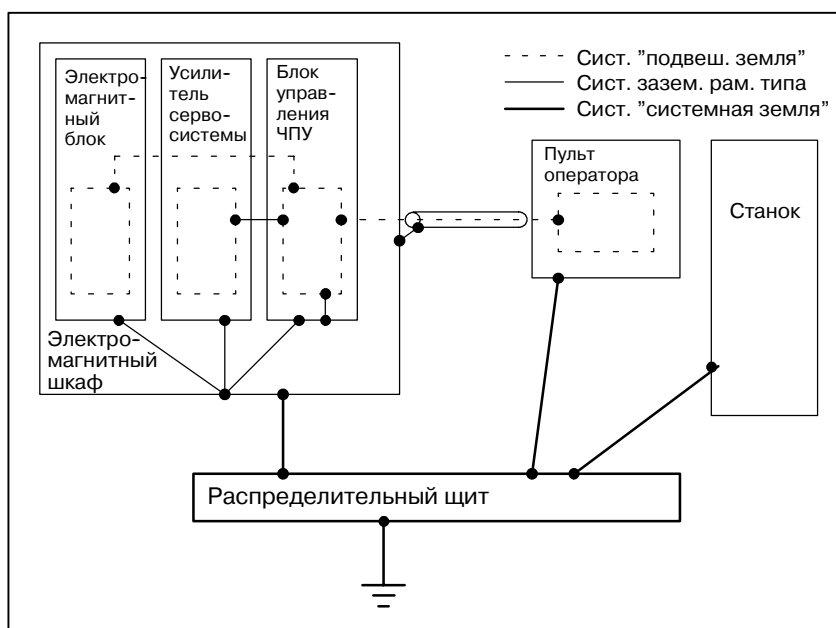 Электро-
магнит-
ный
блок
Усили-
тель
серво-
системы
Блок
управ-
ления
ЧПУ
Сист. ”подвеш. земля”
Сист. зазем. рам. типа
Сист. ”системная земля”
Пульт
оператора
Станок
Электро-
магнитный
шкаф
Распределительный щит